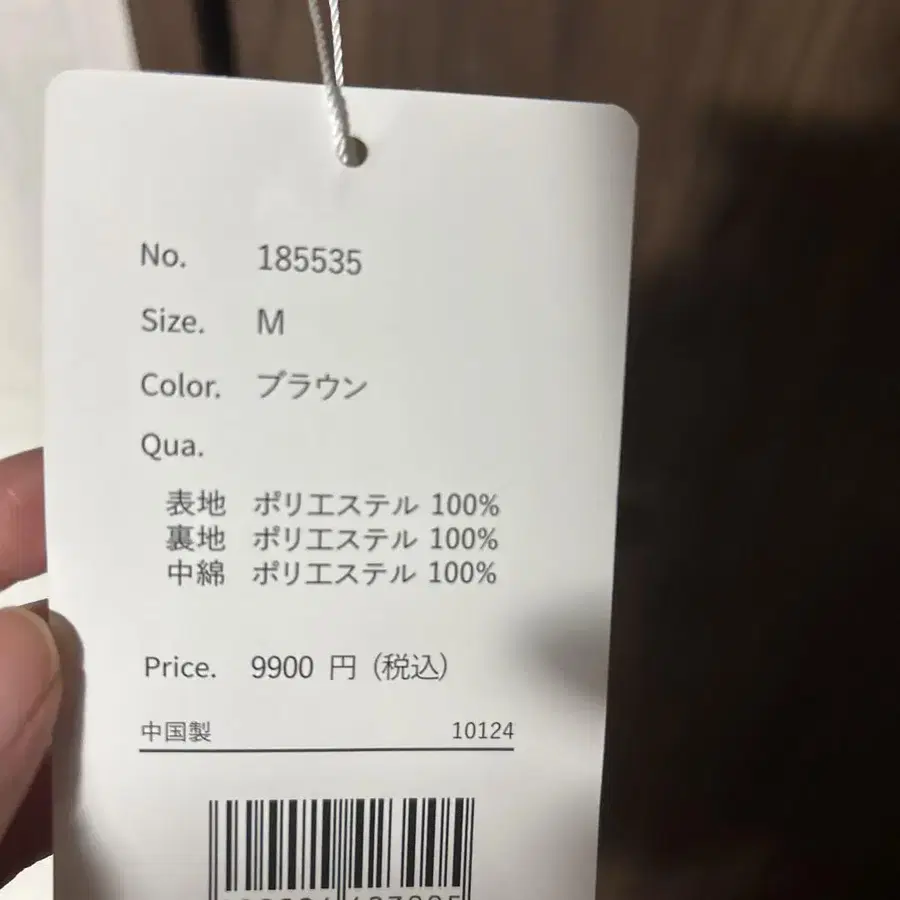 No. 185535
Size. M
Color. ブラウン
Qua.
表地 ポリエステル 100%
裏地 ポリエステル 100%
中綿 ポリエステル 100%
Price. 9900 円 (税込)
中国製 10124